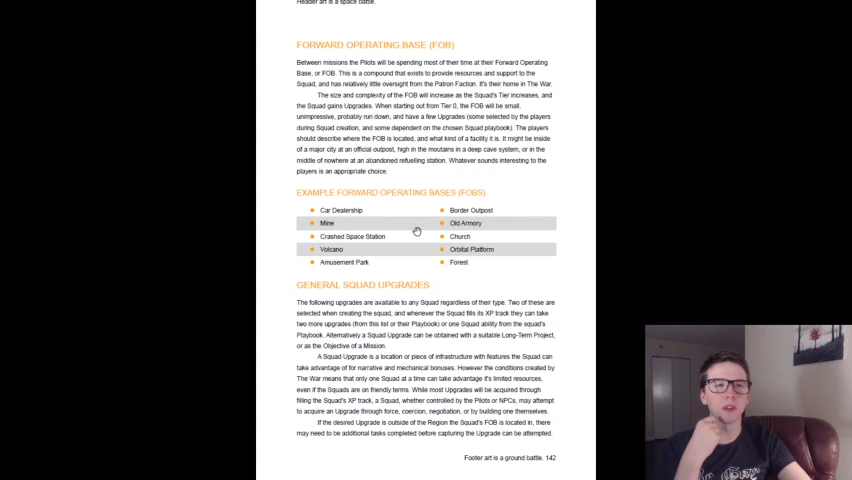 Header art is a space battle.
FORWARD OPERATING BASE (FOB)
Between missions the Pilots will be spending most of their time at their Forward Operating
Base, or FOB. This is a compound that exists to provide resources and support to the
Squad, and has relatively little oversight from the Patron Faction. It's their home in The War.
The size and complexity of the FOB will increase as the Squad's Tier increases, and
the Squad gains Upgrades. When starting out from Tier 0, the FOB will be small,
unimpressive, probably run down, and have a few Upgrades (some selected by the players
during Squad creation, and some dependent on the chosen Squad playbook). The players
should describe where the FOB is located, and what kind of a facility it is. It might be inside
of a major city at an official outpost, high in the moutains in a deep cave system, or in the
middle of nowhere at an abandoned refuelling station. Whatever sounds interesting to the
players is an appropriate choice.
EXAMPLE FORWARD OPERATING BASES (FOBS)
Car Dealership
Mine
Crashed Space Station
Volcano
Amusement Park
Border Outpost
Old Armory
Church
Orbital Platform
Forest
GENERAL SQUAD UPGRADES
The following upgrades are available to any Squad regardless of their type. Two of these are
selected when creating the squad, and whenever the Squad fills its XP track they can take
two more upgrades (from this list or their Playbook) or one Squad ability from the squad's
Playbook. Alternatively a Squad Upgrade can be obtained with a suitable Long-Term Project,
or as the Objective of a Mission.
A Squad Upgrade is a location or piece of infrastructure with features the Squad can
take advantage of for narrative and mechanical bonuses. However the conditions created by
The War means that only one Squad at a time can take advantage it's limited resources,
even if the Squads are on friendly terms. While most Upgrades will be acquired through
filling the Squad's XP track, a Squad, whether controlled by the Pilots or NPCs, may attempt
to acquire an Upgrade through force, coercion, negotiation, or by building one themselves.
If the desired Upgrade is outside of the Region the Squad's FOB is located in, there
may need to be additional tasks completed before capturing the Upgrade can be attempted.
Footer art is a ground battle. 142